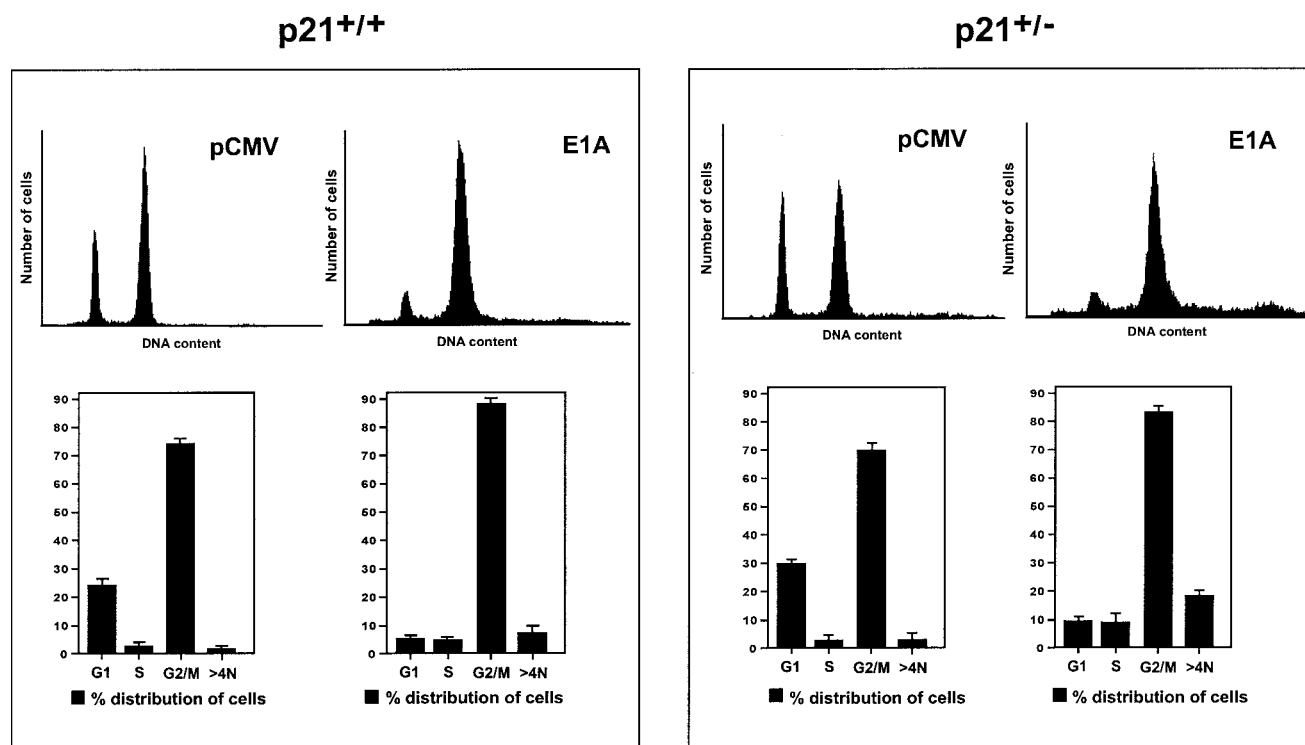 p21+/+
p21+/-
pCMV
Number of cells
DNA content
E1A
Number of cells
DNA content
pCMV
Number of cells
DNA content
E1A
Number of cells
DNA content
90
80
70
60
50
40
30
20
10
0
G1 S G2/M >4N
% distribution of cells
90
80
70
60
50
40
30
20
10
0
G1 S G2/M >4N
% distribution of cells
90
80
70
60
50
40
30
20
10
0
G1 S G2/M >4N
% distribution of cells
90
80
70
60
50
40
30
20
10
0
G1 S G2/M >4N
% distribution of cells